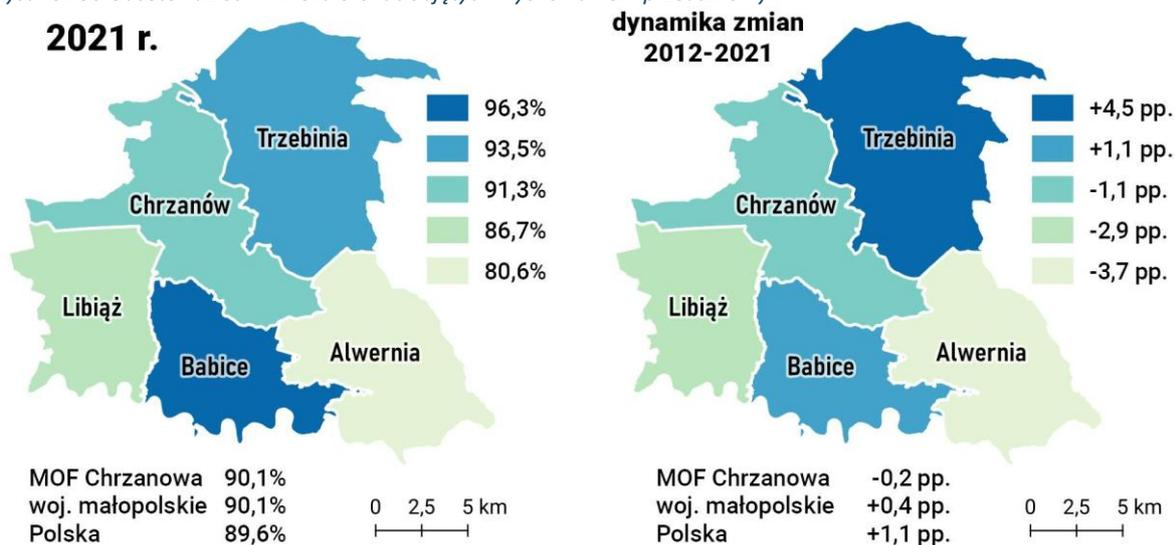 2021 r.
96,3%
93,5%
91,3%
86,7%
80,6%
Trzebinia
Chrzanów
Libiąż
Babice
Alwernia
MOF Chrzanowa 90,1%
woj. małopolskie 90,1%
Polska 89,6%
0 2,5 5 km
dynamika zmian
2012-2021
+4,5 pp.
+1,1 pp.
-1,1 pp.
-2,9 pp.
-3,7 pp.
Trzebinia
Chrzanów
Libiąż
Babice
Alwernia
MOF Chrzanowa -0,2 pp.
woj. małopolskie +0,4 pp.
Polska +1,1 pp.
0 2,5 5 km